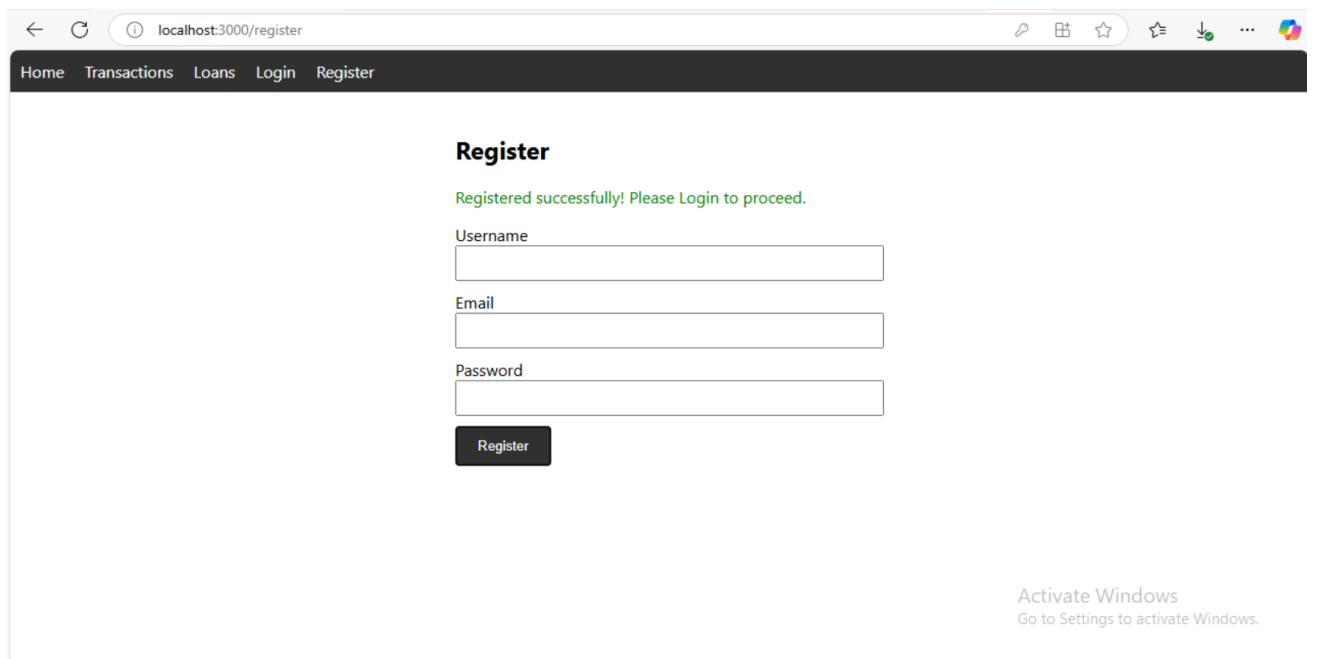 localhost:3000/register
Home Transactions Loans Login Register
Register
Registered successfully! Please Login to proceed.
Username
Email
Password
Register
Activate Windows
Go to Settings to activate Windows.